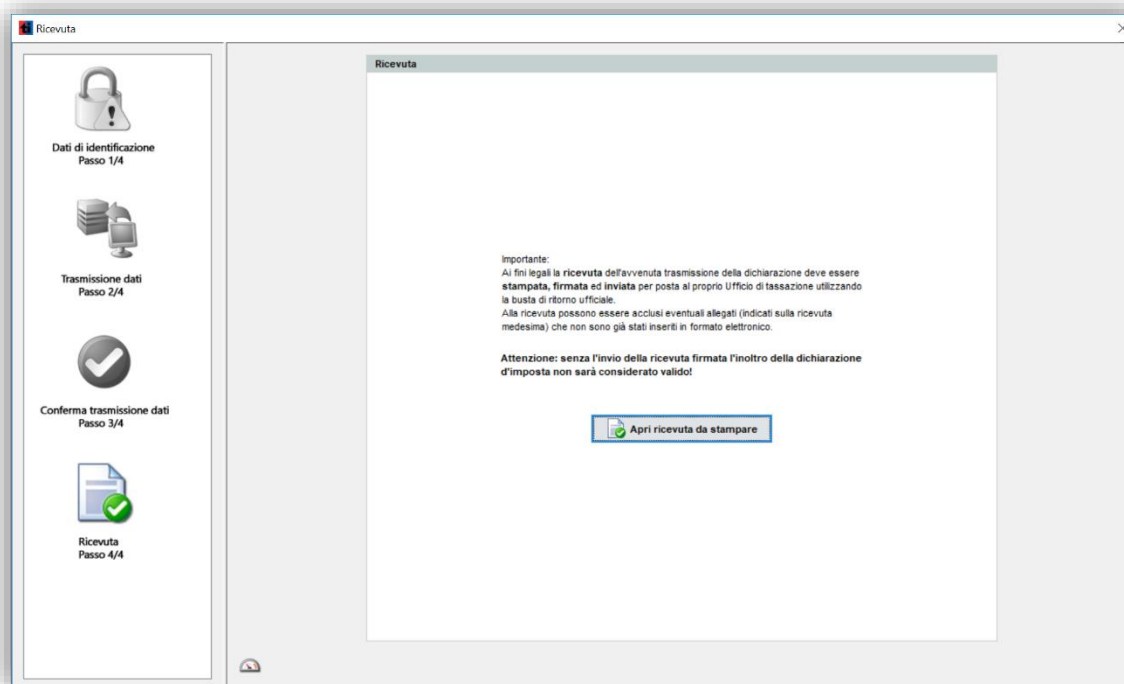 Ricevuta
Dati di identificazione
Passo 1/4
Trasmissione dati
Passo 2/4
Conferma trasmissione dati
Passo 3/4
Ricevuta
Passo 4/4
Ricevuta
Importante:
Ai fini legali la ricevuta dell'avvenuta trasmissione della dichiarazione deve essere
stampata, firmata ed inviata per posta al proprio Ufficio di tassazione utilizzando
la busta di ritorno ufficiale.
Alla ricevuta possono essere acclusi eventuali allegati (indicati sulla ricevuta
medesima) che non sono già stati inseriti in formato elettronico.
Attenzione: senza l'invio della ricevuta firmata l'inoltro della dichiarazione
d'imposta non sarà considerato valido!
Apri ricevuta da stampare